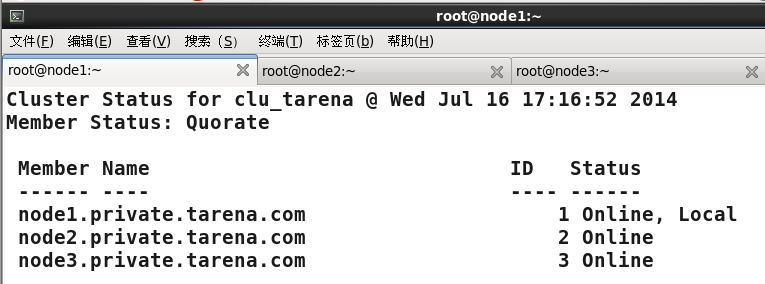 root@node1:~
文件(F) 编辑(E) 查看(V) 搜索 (S) 终端(T) 标签页(b) 帮助(H)
root@node1:~ root@node2:~ root@node3:~
Cluster Status for clu_tarena @ Wed Jul 16 17:16:52 2014
Member Status: Quorate
Member Name ID Status
------ ---- ---- ------
node1.private.tarena.com 1 Online, Local
node2.private.tarena.com 2 Online
node3.private.tarena.com 3 Online